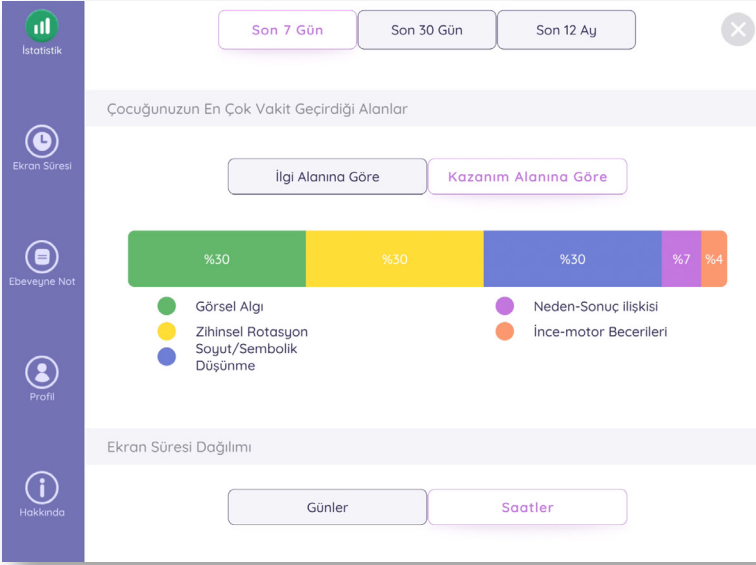 İstatistik
Son 7 Gün
Son 30 Gün
Son 12 Ay
Çocuğunuzun En Çok Vakit Geçirdiği Alanlar
Ekran Süresi
İlgi Alanına Göre
Kazanım Alanına Göre
%30
%30
%30
%7
%4
Ebeveyne Not
Görsel Algı
Zihinsel Rotasyon
Soyut/Sembolik
Düşünme
Neden-Sonuç ilişkisi
İnce-motor Becerileri
Profil
Ekran Süresi Dağılımı
Hakkında
Günler
Saatler